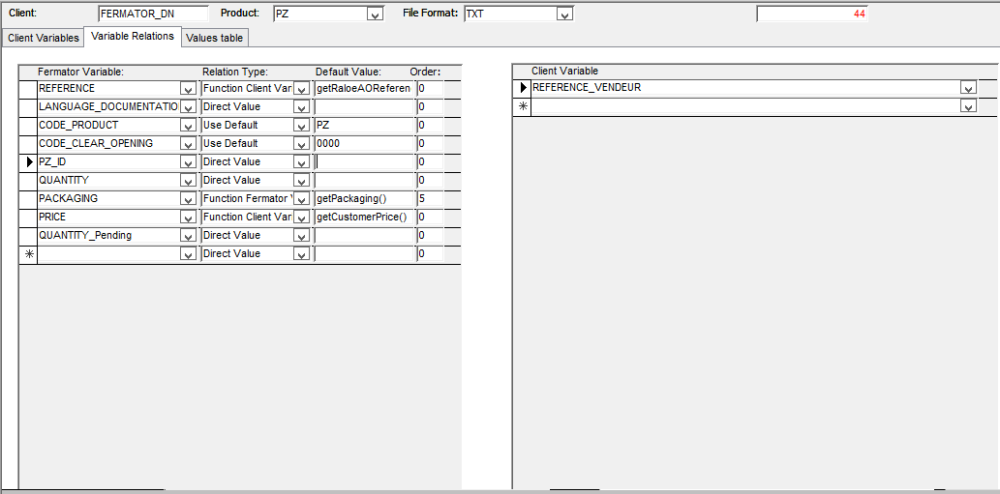 Client: FERMATOR_DN Product: PZ File Format: TXT 44
Client Variables Variable Relations Values table
Fermator Variable: Relation Type: Default Value: Order:
REFERENCE Function Client Var getRaloeAOReferen 0
LANGUAGE_DOCUMENTATIO Direct Value 0
CODE_PRODUCT Use Default PZ 0
CODE_CLEAR_OPENING Use Default 0000 0
PZ_ID Direct Value 0
QUANTITY Direct Value 0
PACKAGING Function Fermator V getPackaging() 5
PRICE Function Client Var getCustomerPrice() 0
QUANTITY_Pending Direct Value 0
Direct Value 0
Client Variable
REFERENCE_VENDEUR